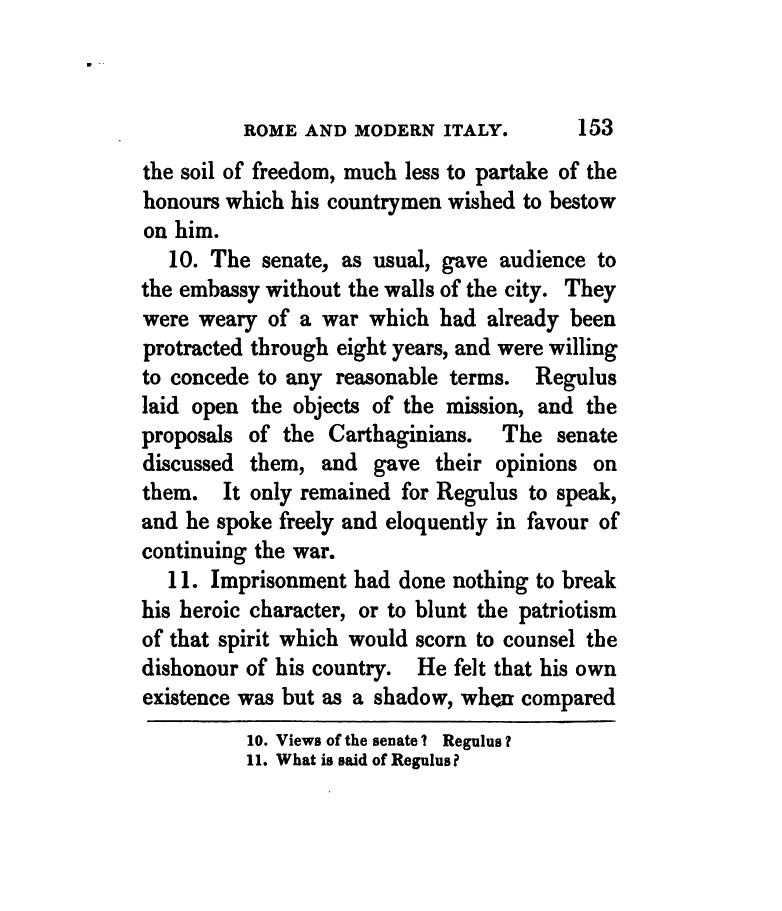 ROME AND MODERN ITALY. 153
the soil of freedom, much less to partake of the
honours which his countrymen wished to bestow
on him.
10. The senate, as usual, gave audience to
the embassy without the walls of the city. They
were weary of a war which had already been
protracted through eight years, and were willing
to concede to any reasonable terms. Regulus
laid open the objects of the mission, and the
proposals of the Carthaginians. The senate
discussed them, and gave their opinions on
them. It only remained for Regulus to speak,
and he spoke freely and eloquently in favour of
continuing the war.
11. Imprisonment had done nothing to break
his heroic character, or to blunt the patriotism
of that spirit which would scorn to counsel the
dishonour of his country. He felt that his own
existence was but as a shadow, when compared
10. Views of the senate? Regulus?
11. What is said of Regulus?